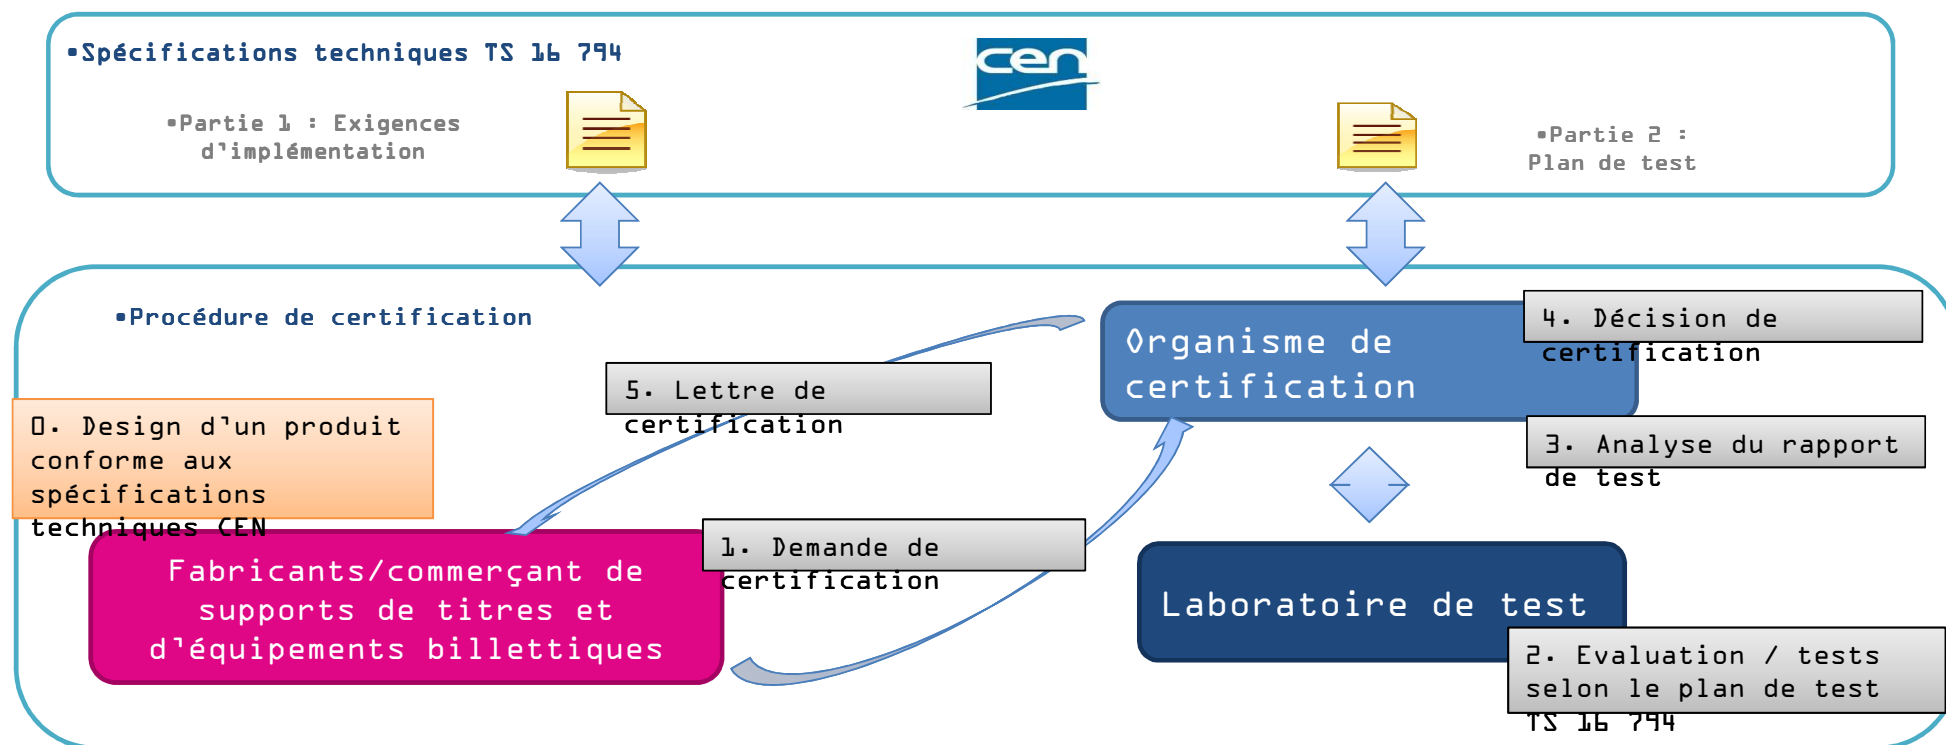 •Spécifications techniques TS 16 794
cen
•Partie 1 : Exigences
d'implémentation
•Partie 2 :
Plan de test
•Procédure de certification
Organisme de
certification
4. Décision de
certification
5. Lettre de
certification
3. Analyse du rapport
de test
0. Design d'un produit
conforme aux
spécifications
techniques CEN
1. Demande de
certification
Fabricants/commerçant de
supports de titres et
d'équipements billettiques
Laboratoire de test
2. Evaluation / tests
selon le plan de test
TS 16 794